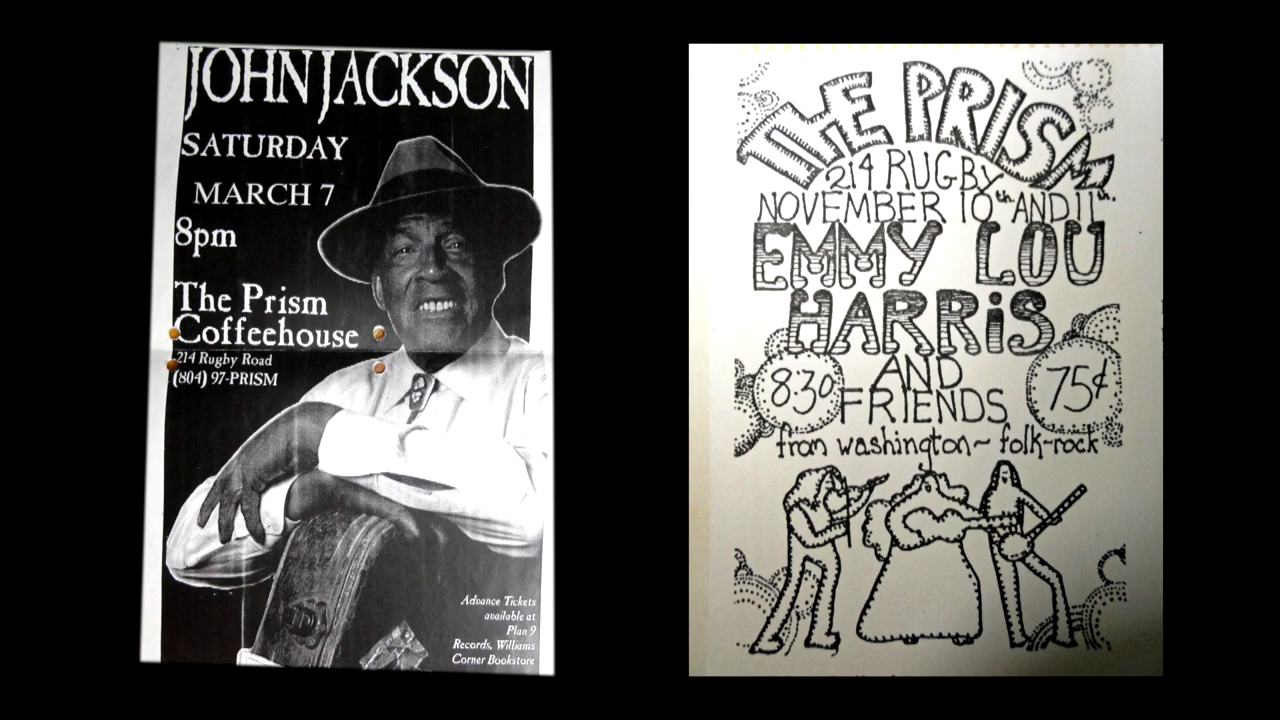 JOHN JACKSON
SATURDAY
MARCH 7
8pm
The Prism
Coffeehouse
214 Rugby Road
(804) 97-PRISM
Advance Tickets
available at
Plan 9
Records, Williams
Corner Bookstore
THE PRISM
214 RUGBY
NOVEMBER 10th AND 11th.
EMMY LOU
HARRiS
AND
8:30
75¢
FRIENDS
from washington~ folk-rock